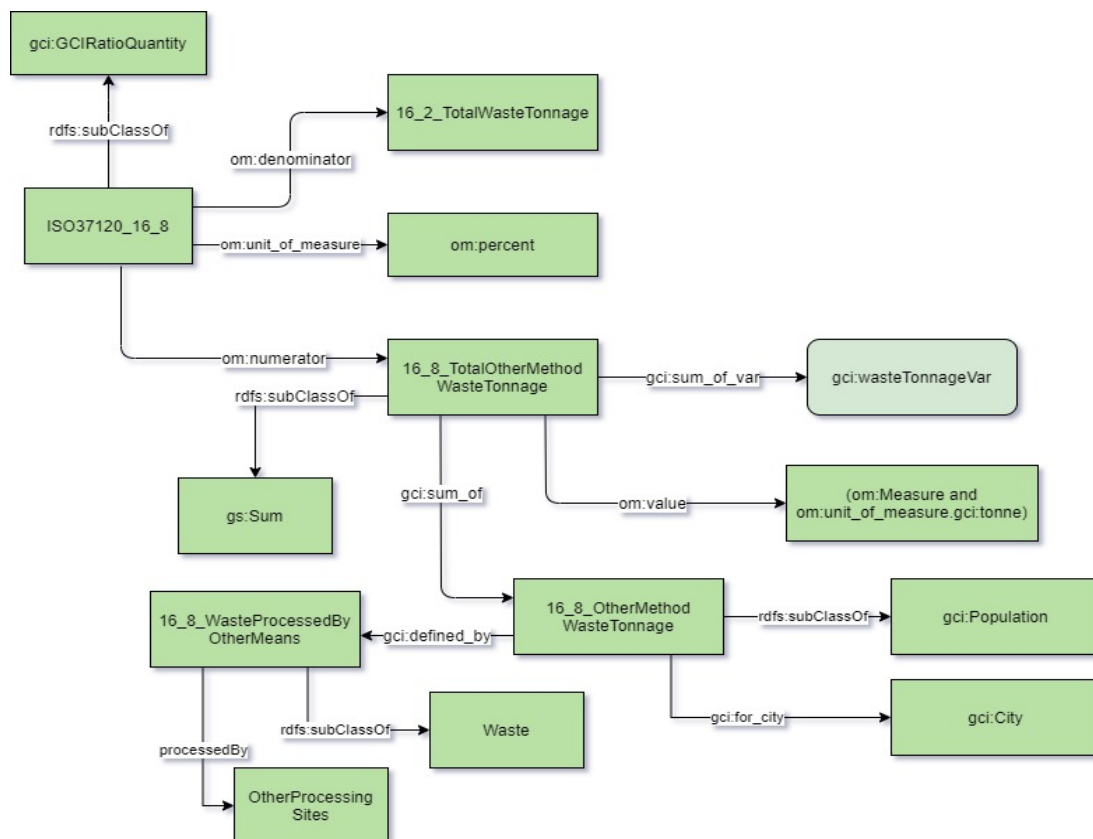 gci:GCIRatioQuantity
rdfs:subClassOf
16_2_TotalWasteTonnage
om:denominator
ISO37120_16_8
om:unit_of_measure
om:percent
om:numerator
16_8_TotalOtherMethod
WasteTonnage
gci:sum_of_var
gci:wasteTonnageVar
rdfs:subClassOf
gs:Sum
gci:sum_of
om:value
(om:Measure and
om:unit_of_measure.gci:tonne)
16_8_WasteProcessedBy
OtherMeans
gci:defined_by
16_8_OtherMethod
WasteTonnage
rdfs:subClassOf
gci:Population
gci:for_city
gci:City
rdfs:subClassOf
Waste
processedBy
OtherProcessing
Sites